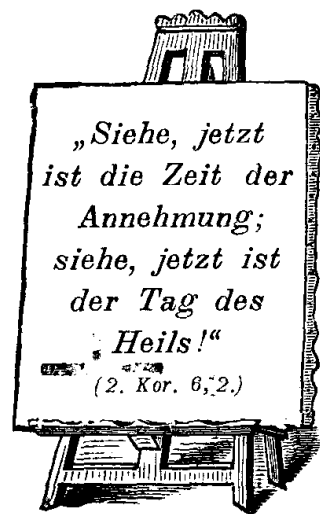 „Siehe, jetzt
ist die Zeit der
Annehmung;
siehe, jetzt ist
der Tag des
Heils!“
(2. Kor. 6, 2.)